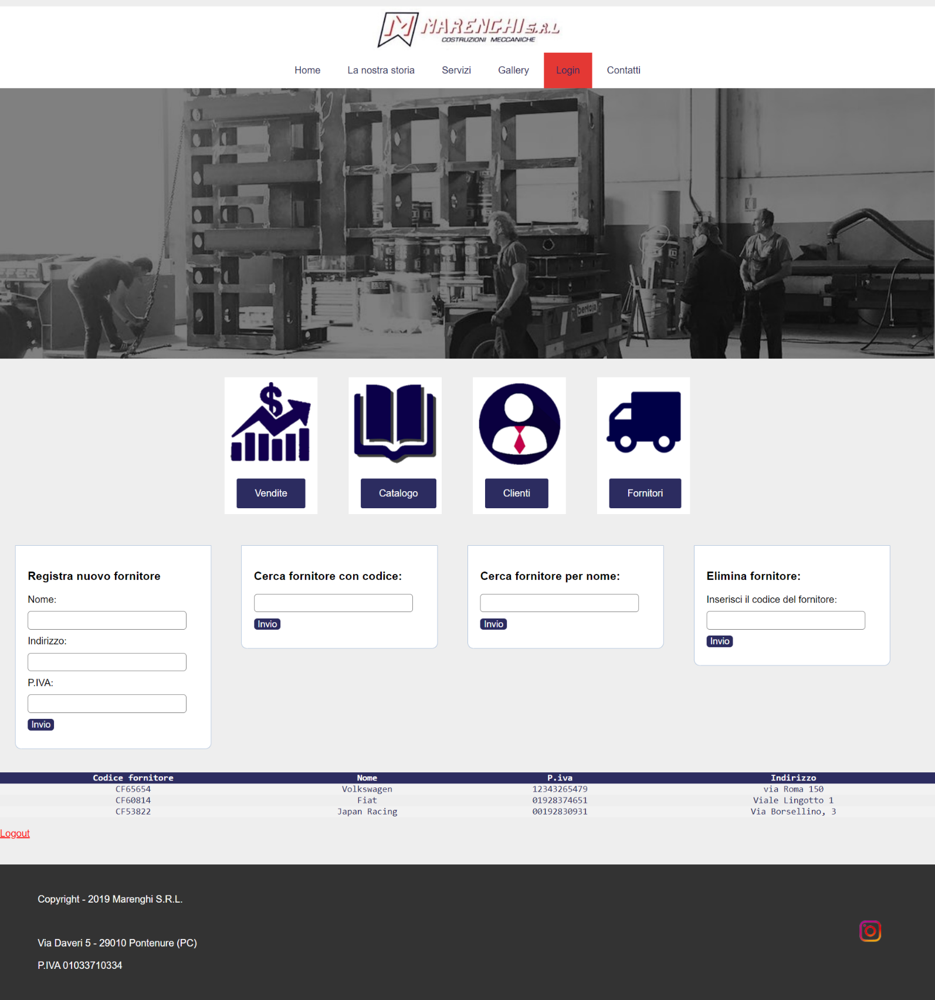 MARENGHI S.R.L
COSTRUZIONI MECCANICHE
Home La nostra storia Servizi Gallery Login Contatti
bertoja
Vendite Catalogo Clienti Fornitori
Registra nuovo fornitore
Nome:
Indirizzo:
P.IVA:
Invio
Cerca fornitore con codice:
Invio
Cerca fornitore per nome:
Invio
Elimina fornitore:
Inserisci il codice del fornitore:
Invio
Codice fornitore Nome P.iva Indirizzo
CF65654 Volkswagen 12343265479 via Roma 150
CF60814 Fiat 01928374651 Viale Lingotto 1
CF53822 Japan Racing 00192830931 Via Borsellino, 3
Logout
Copyright - 2019 Marenghi S.R.L.
Via Daveri 5 - 29010 Pontenure (PC)
P.IVA 01033710334